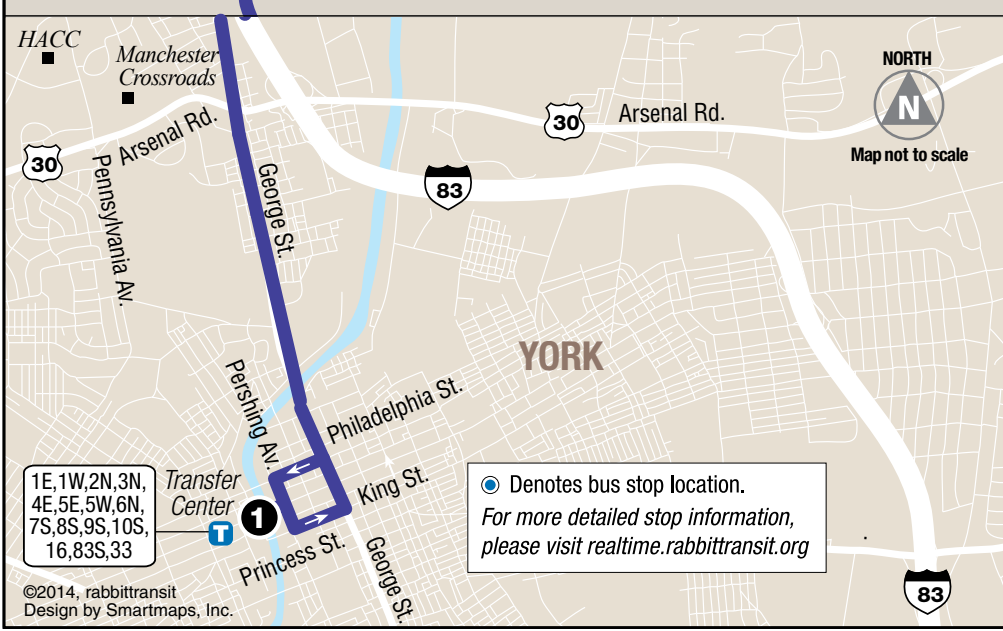 HACC
Manchester
Crossroads
NORTH
N
Map not to scale
30
Arsenal Rd.
30
Arsenal Rd.
83
Pennsylvania Av.
George St.
YORK
Pershing Av.
Philadelphia St.
King St.
1E,1W,2N,3N,
4E,5E,5W,6N,
7S,8S,9S,10S,
16,83S,33
Transfer
Center
T
1
Princess St.
George St.
Denotes bus stop location.
For more detailed stop information,
please visit realtime.rabbittransit.org
83
©2014, rabbittransit
Design by Smartmaps, Inc.